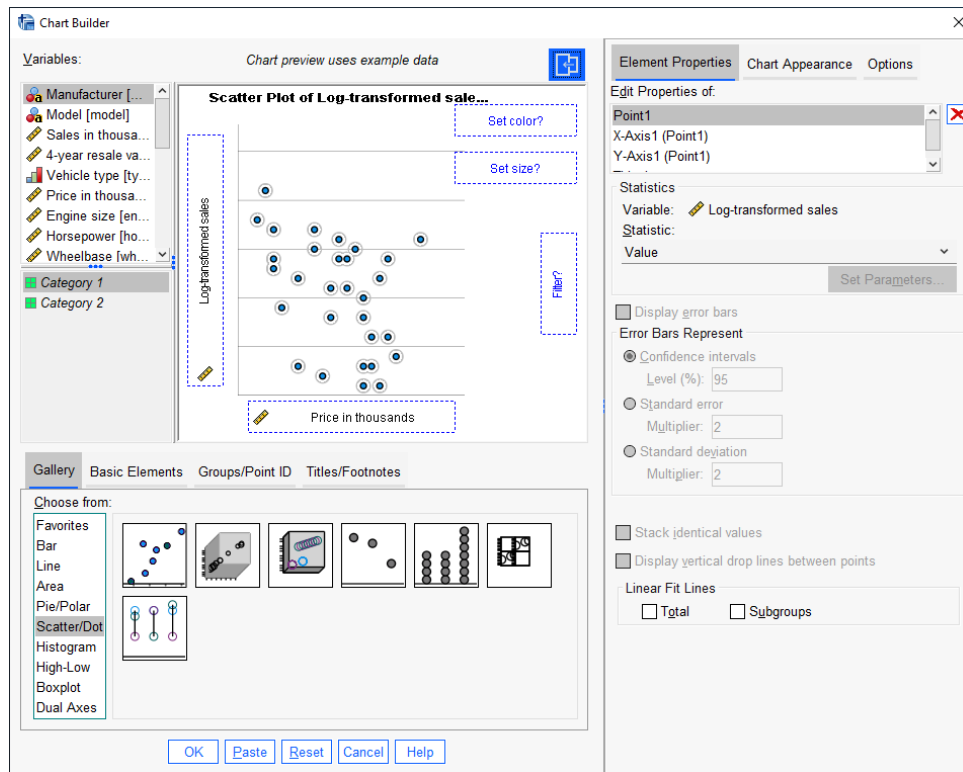 Chart Builder
Variables:
Chart preview uses example data
Manufacturer [...
Model [model]
Sales in thousa...
4-year resale va...
Vehicle type [ty...
Price in thousa...
Engine size [en...
Horsepower [ho...
Wheelbase [wh...
Category 1
Category 2
Scatter Plot of Log-transformed sale...
Set color?
Set size?
Filter?
Log-transformed sales
Price in thousands
Gallery
Basic Elements
Groups/Point ID
Titles/Footnotes
Choose from:
Favorites
Bar
Line
Area
Pie/Polar
Scatter/Dot
Histogram
High-Low
Boxplot
Dual Axes
OK
Paste
Reset
Cancel
Help
Element Properties
Chart Appearance
Options
Edit Properties of:
Point1
X-Axis1 (Point1)
Y-Axis1 (Point1)
Statistics
Variable: Log-transformed sales
Statistic:
Value
Set Parameters...
Display error bars
Error Bars Represent
Confidence intervals
Level (%): 95
Standard error
Multiplier: 2
Standard deviation
Multiplier: 2
Stack identical values
Display vertical drop lines between points
Linear Fit Lines
Total
Subgroups